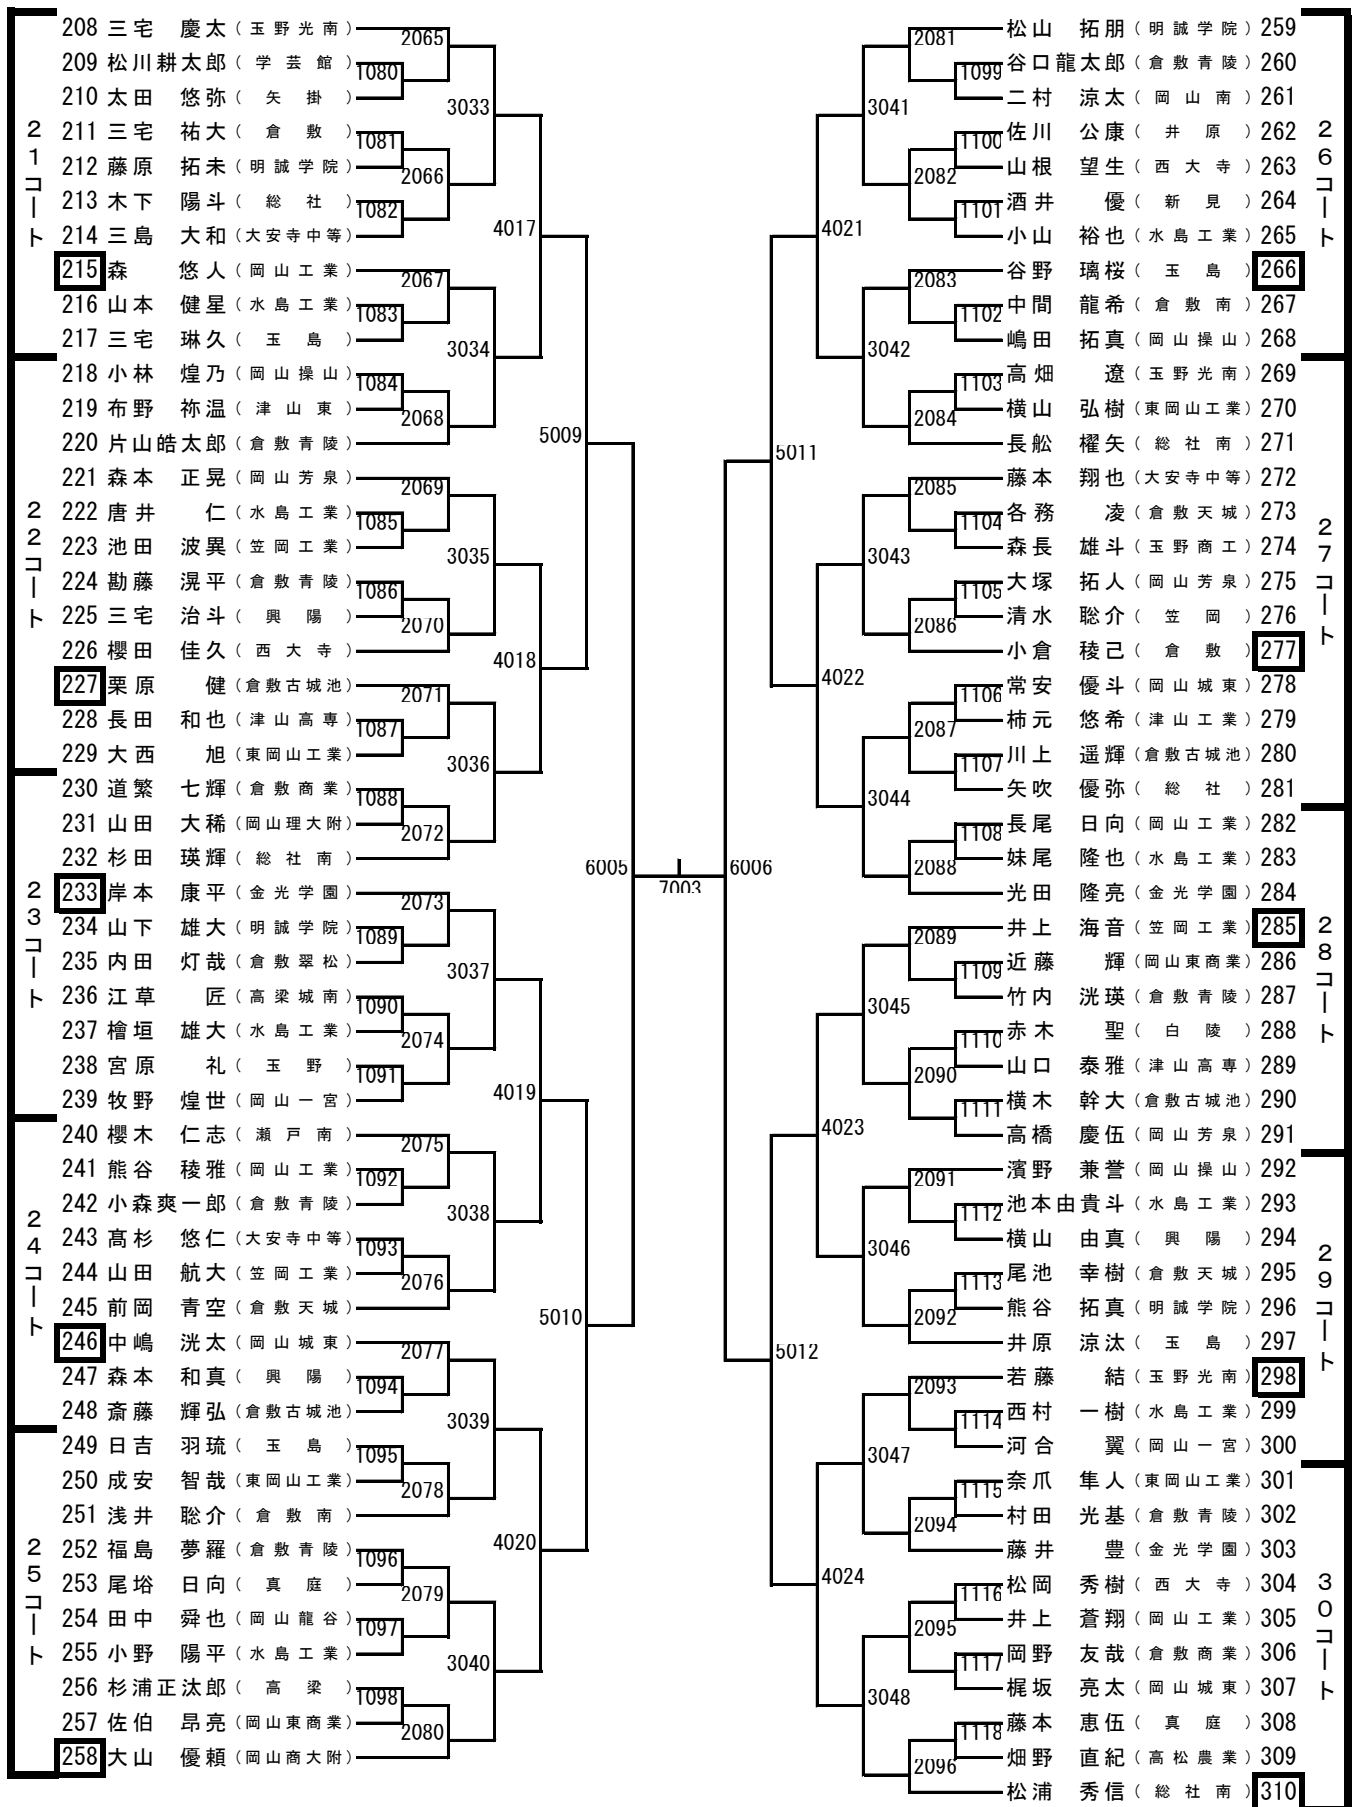 21コート
208 三宅 慶太 (玉野光南)
209 松川耕太郎 (学芸館)
210 太田 悠弥 (矢掛)
211 三宅 祐大 (倉敷)
212 藤原 拓未 (明誠学院)
213 木下 陽斗 (総社)
214 三島 大和 (大安寺中等)
215 森 悠人 (岡山工業)
216 山本 健星 (水島工業)
217 三宅 琳久 (玉島)
22コート
218 小林 煌乃 (岡山操山)
219 布野 祢温 (津山東)
220 片山皓太郎 (倉敷青陵)
221 森本 正晃 (岡山芳泉)
222 唐井 仁 (水島工業)
223 池田 波異 (笠岡工業)
224 勘藤 滉平 (倉敷青陵)
225 三宅 治斗 (興陽)
226 櫻田 佳久 (西大寺)
227 栗原 健 (倉敷古城池)
228 長田 和也 (津山高専)
229 大西 旭 (東岡山工業)
23コート
230 道繁 七輝 (倉敷商業)
231 山田 大稀 (岡山理大附)
232 杉田 瑛輝 (総社南)
233 岸本 康平 (金光学園)
234 山下 雄大 (明誠学院)
235 内田 灯哉 (倉敷翠松)
236 江草 匠 (高梁城南)
237 檜垣 雄大 (水島工業)
238 宮原 礼 (玉野)
239 牧野 煌世 (岡山一宮)
24コート
240 櫻木 仁志 (瀬戸南)
241 熊谷 稜雅 (岡山工業)
242 小森爽一郎 (倉敷青陵)
243 髙杉 悠仁 (大安寺中等)
244 山田 航大 (笠岡工業)
245 前岡 青空 (倉敷天城)
246 中嶋 洸太 (岡山城東)
247 森本 和真 (興陽)
248 斎藤 輝弘 (倉敷古城池)
25コート
249 日吉 羽琉 (玉島)
250 成安 智哉 (東岡山工業)
251 浅井 聡介 (倉敷南)
252 福島 夢羅 (倉敷青陵)
253 尾㟢 日向 (真庭)
254 田中 舜也 (岡山龍谷)
255 小野 陽平 (水島工業)
256 杉浦正汰郎 (高梁)
257 佐伯 昂亮 (岡山東商業)
258 大山 優頼 (岡山商大附)
1080
1081
1082
1083
1084
1085
1086
1087
1088
1089
1090
1091
1092
1093
1094
1095
1096
1097
1098
2065
2066
2067
2068
2069
2070
2071
2072
2073
2074
2075
2076
2077
2078
2079
2080
3033
3034
3035
3036
3037
3038
3039
3040
4017
4018
4019
4020
5009
5010
6005
7003
6006
5011
5012
4021
4022
4023
4024
3041
3042
3043
3044
3045
3046
3047
3048
2081
2082
2083
2084
2085
2086
2087
2088
2089
2090
2091
2092
2093
2094
2095
2096
1099
1100
1101
1102
1103
1104
1105
1106
1107
1108
1109
1110
1111
1112
1113
1114
1115
1116
1117
1118
松山 拓朋 (明誠学院) 259
谷口龍太郎 (倉敷青陵) 260
二村 涼太 (岡山南) 261
佐川 公康 (井原) 262
山根 望生 (西大寺) 263
酒井 優 (新見) 264
小山 裕也 (水島工業) 265
谷野 璃桜 (玉島) 266
中間 龍希 (倉敷南) 267
嶋田 拓真 (岡山操山) 268
26コート
高畑 遼 (玉野光南) 269
横山 弘樹 (東岡山工業) 270
長舩 櫂矢 (総社南) 271
藤本 翔也 (大安寺中等) 272
各務 凌 (倉敷天城) 273
森長 雄斗 (玉野商工) 274
大塚 拓人 (岡山芳泉) 275
清水 聡介 (笠岡) 276
小倉 稜己 (倉敷) 277
常安 優斗 (岡山城東) 278
柿元 悠希 (津山工業) 279
川上 遥輝 (倉敷古城池) 280
矢吹 優弥 (総社) 281
27コート
長尾 日向 (岡山工業) 282
妹尾 隆也 (水島工業) 283
光田 隆亮 (金光学園) 284
井上 海音 (笠岡工業) 285
近藤 輝 (岡山東商業) 286
竹内 洸瑛 (倉敷青陵) 287
赤木 聖 (白陵) 288
山口 泰雅 (津山高専) 289
横木 幹大 (倉敷古城池) 290
高橋 慶伍 (岡山芳泉) 291
28コート
濱野 兼誉 (岡山操山) 292
池本由貴斗 (水島工業) 293
横山 由真 (興陽) 294
尾池 幸樹 (倉敷天城) 295
熊谷 拓真 (明誠学院) 296
井原 涼汰 (玉島) 297
若藤 結 (玉野光南) 298
西村 一樹 (水島工業) 299
河合 翼 (岡山一宮) 300
29コート
奈爪 隼人 (東岡山工業) 301
村田 光基 (倉敷青陵) 302
藤井 豊 (金光学園) 303
松岡 秀樹 (西大寺) 304
井上 蒼翔 (岡山工業) 305
岡野 友哉 (倉敷商業) 306
梶坂 亮太 (岡山城東) 307
藤本 恵伍 (真庭) 308
畑野 直紀 (高松農業) 309
松浦 秀信 (総社南) 310
30コート